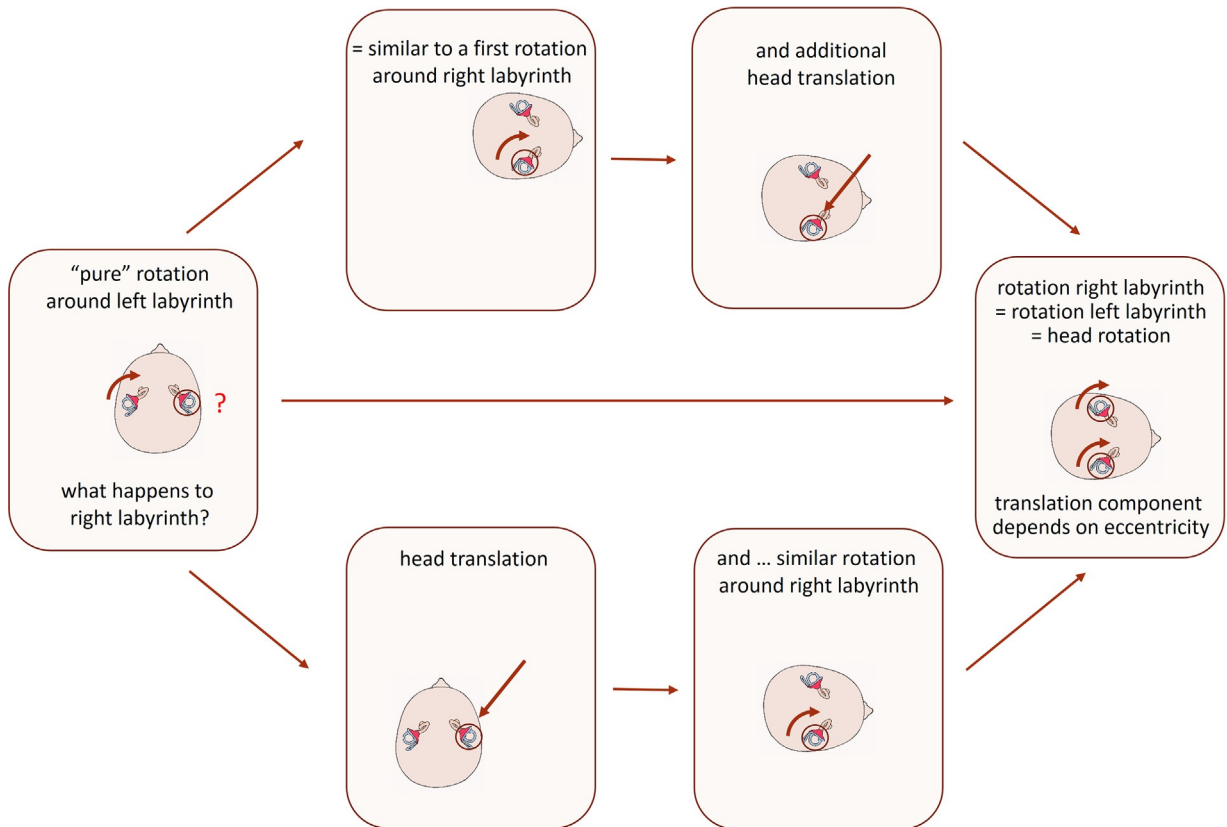 “pure” rotation
around left labyrinth
?
what happens to
right labyrinth?
= similar to a first rotation
around right labyrinth
and additional
head translation
head translation
and ... similar rotation
around right labyrinth
rotation right labyrinth
= rotation left labyrinth
= head rotation
translation component
depends on eccentricity